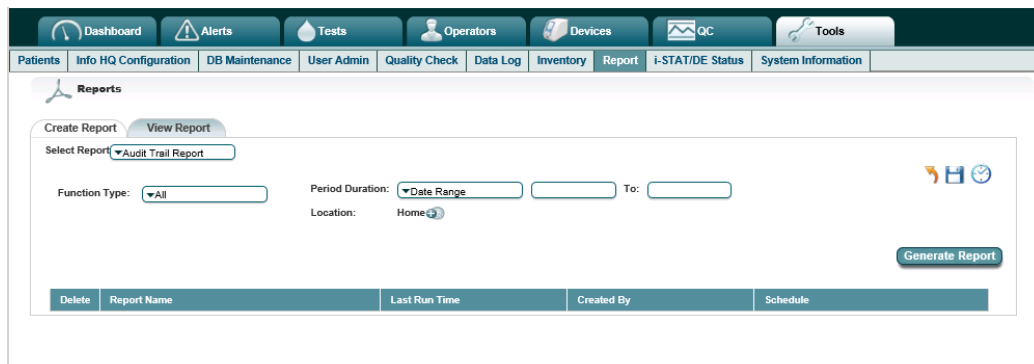 Dashboard Alerts Tests Operators Devices QC Tools
Patients Info HQ Configuration DB Maintenance User Admin Quality Check Data Log Inventory Report i-STAT/DE Status System Information
Reports
Create Report View Report
Select Report Audit Trail Report
Function Type: All Period Duration: Date Range To:
Location: Home
Generate Report
Delete Report Name Last Run Time Created By Schedule